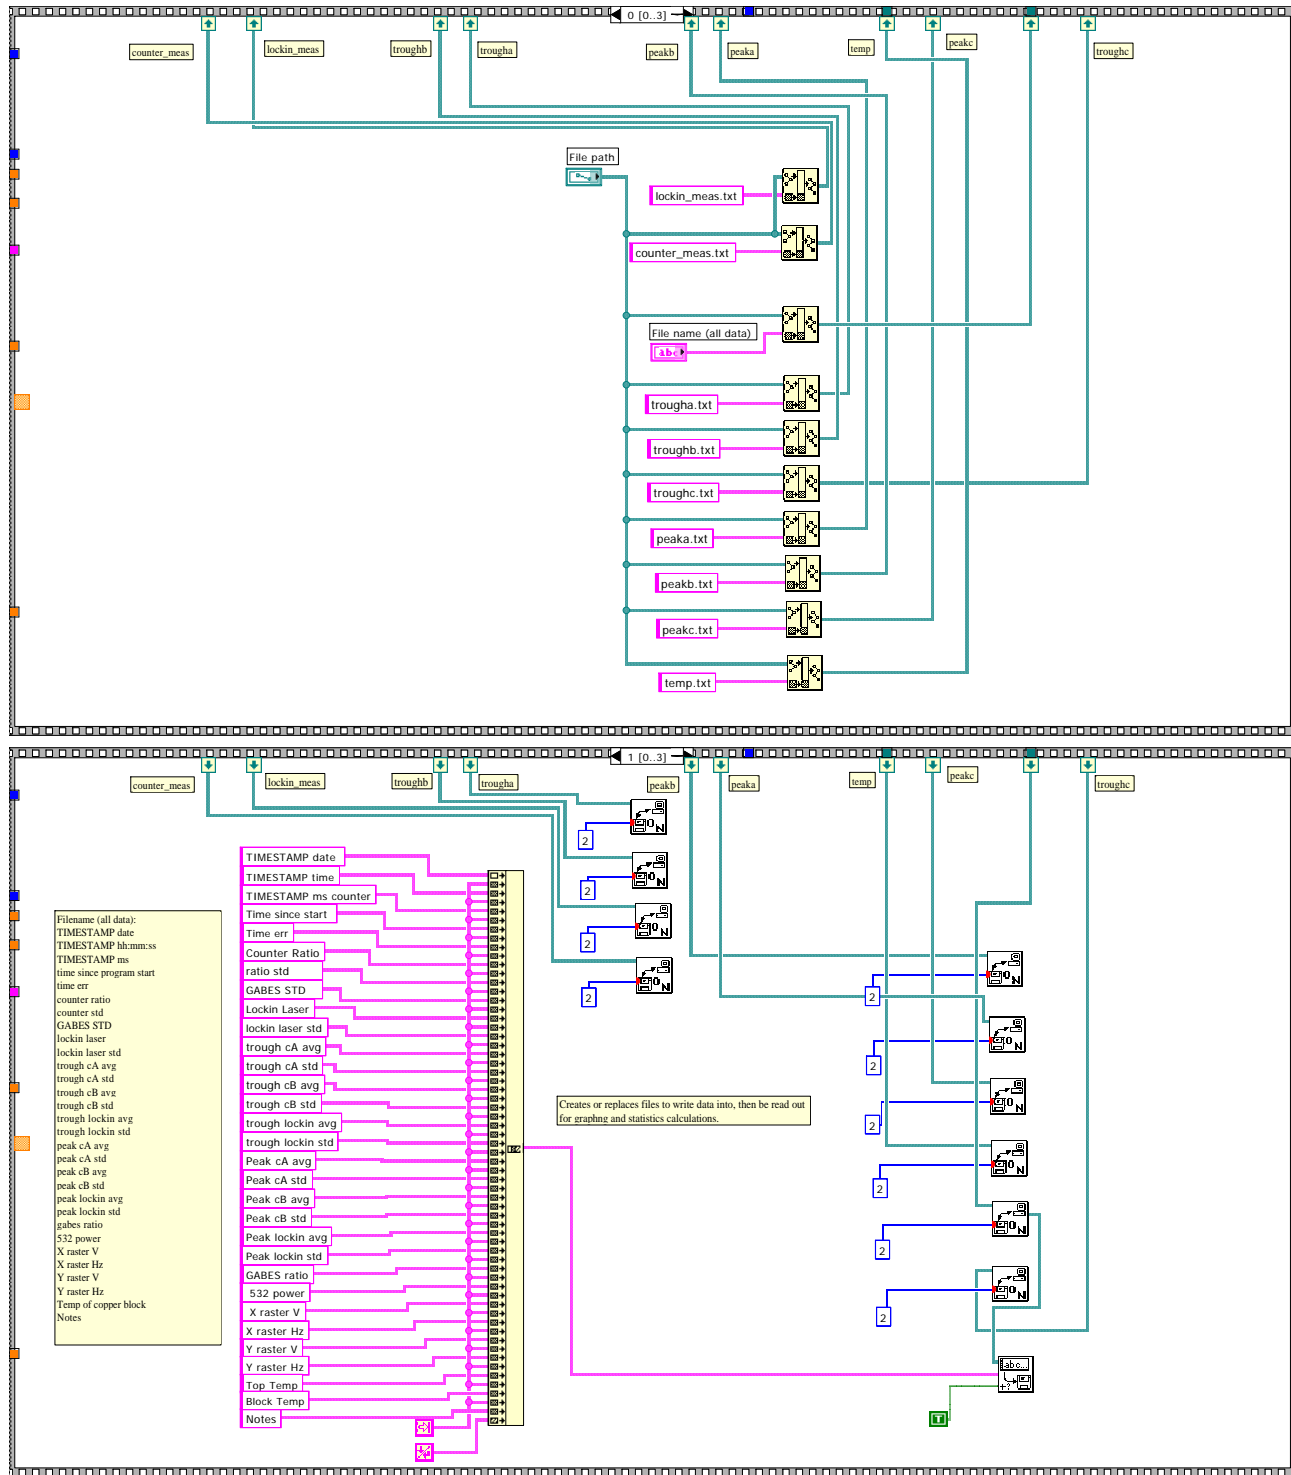 0 [0..3]
counter_meas
lockin_meas
troughb
trougha
peakb
peaka
temp
peakc
troughc
File path
lockin_meas.txt
counter_meas.txt
File name (all data)
abc
trougha.txt
troughb.txt
troughc.txt
peaka.txt
peakb.txt
peakc.txt
temp.txt
1 [0..3]
counter_meas
lockin_meas
troughb
trougha
peakb
peaka
temp
peakc
troughc
Filename (all data):
TIMESTAMP date
TIMESTAMP hh:mm:ss
TIMESTAMP ms
time since program start
time err
counter ratio
counter std
GABES STD
lockin laser
lockin laser std
trough cA avg
trough cA std
trough cB avg
trough cB std
trough lockin avg
trough lockin std
peak cA avg
peak cA std
peak cB avg
peak cB std
peak lockin avg
peak lockin std
gabes ratio
532 power
X raster V
X raster Hz
Y raster V
Y raster Hz
Temp of copper block
Notes
TIMESTAMP date
TIMESTAMP time
TIMESTAMP ms counter
Time since start
Time err
Counter Ratio
ratio std
GABES STD
Lockin Laser
lockin laser std
trough cA avg
trough cA std
trough cB avg
trough cB std
trough lockin avg
trough lockin std
Peak cA avg
Peak cA std
Peak cB avg
Peak cB std
Peak lockin avg
Peak lockin std
GABES ratio
532 power
X raster V
X raster Hz
Y raster V
Y raster Hz
Top Temp
Block Temp
Notes
2
2
2
2
Creates or replaces files to write data into, then be read out
for graphng and statistics calculations.
2
2
2
2
2
2
abc...
T